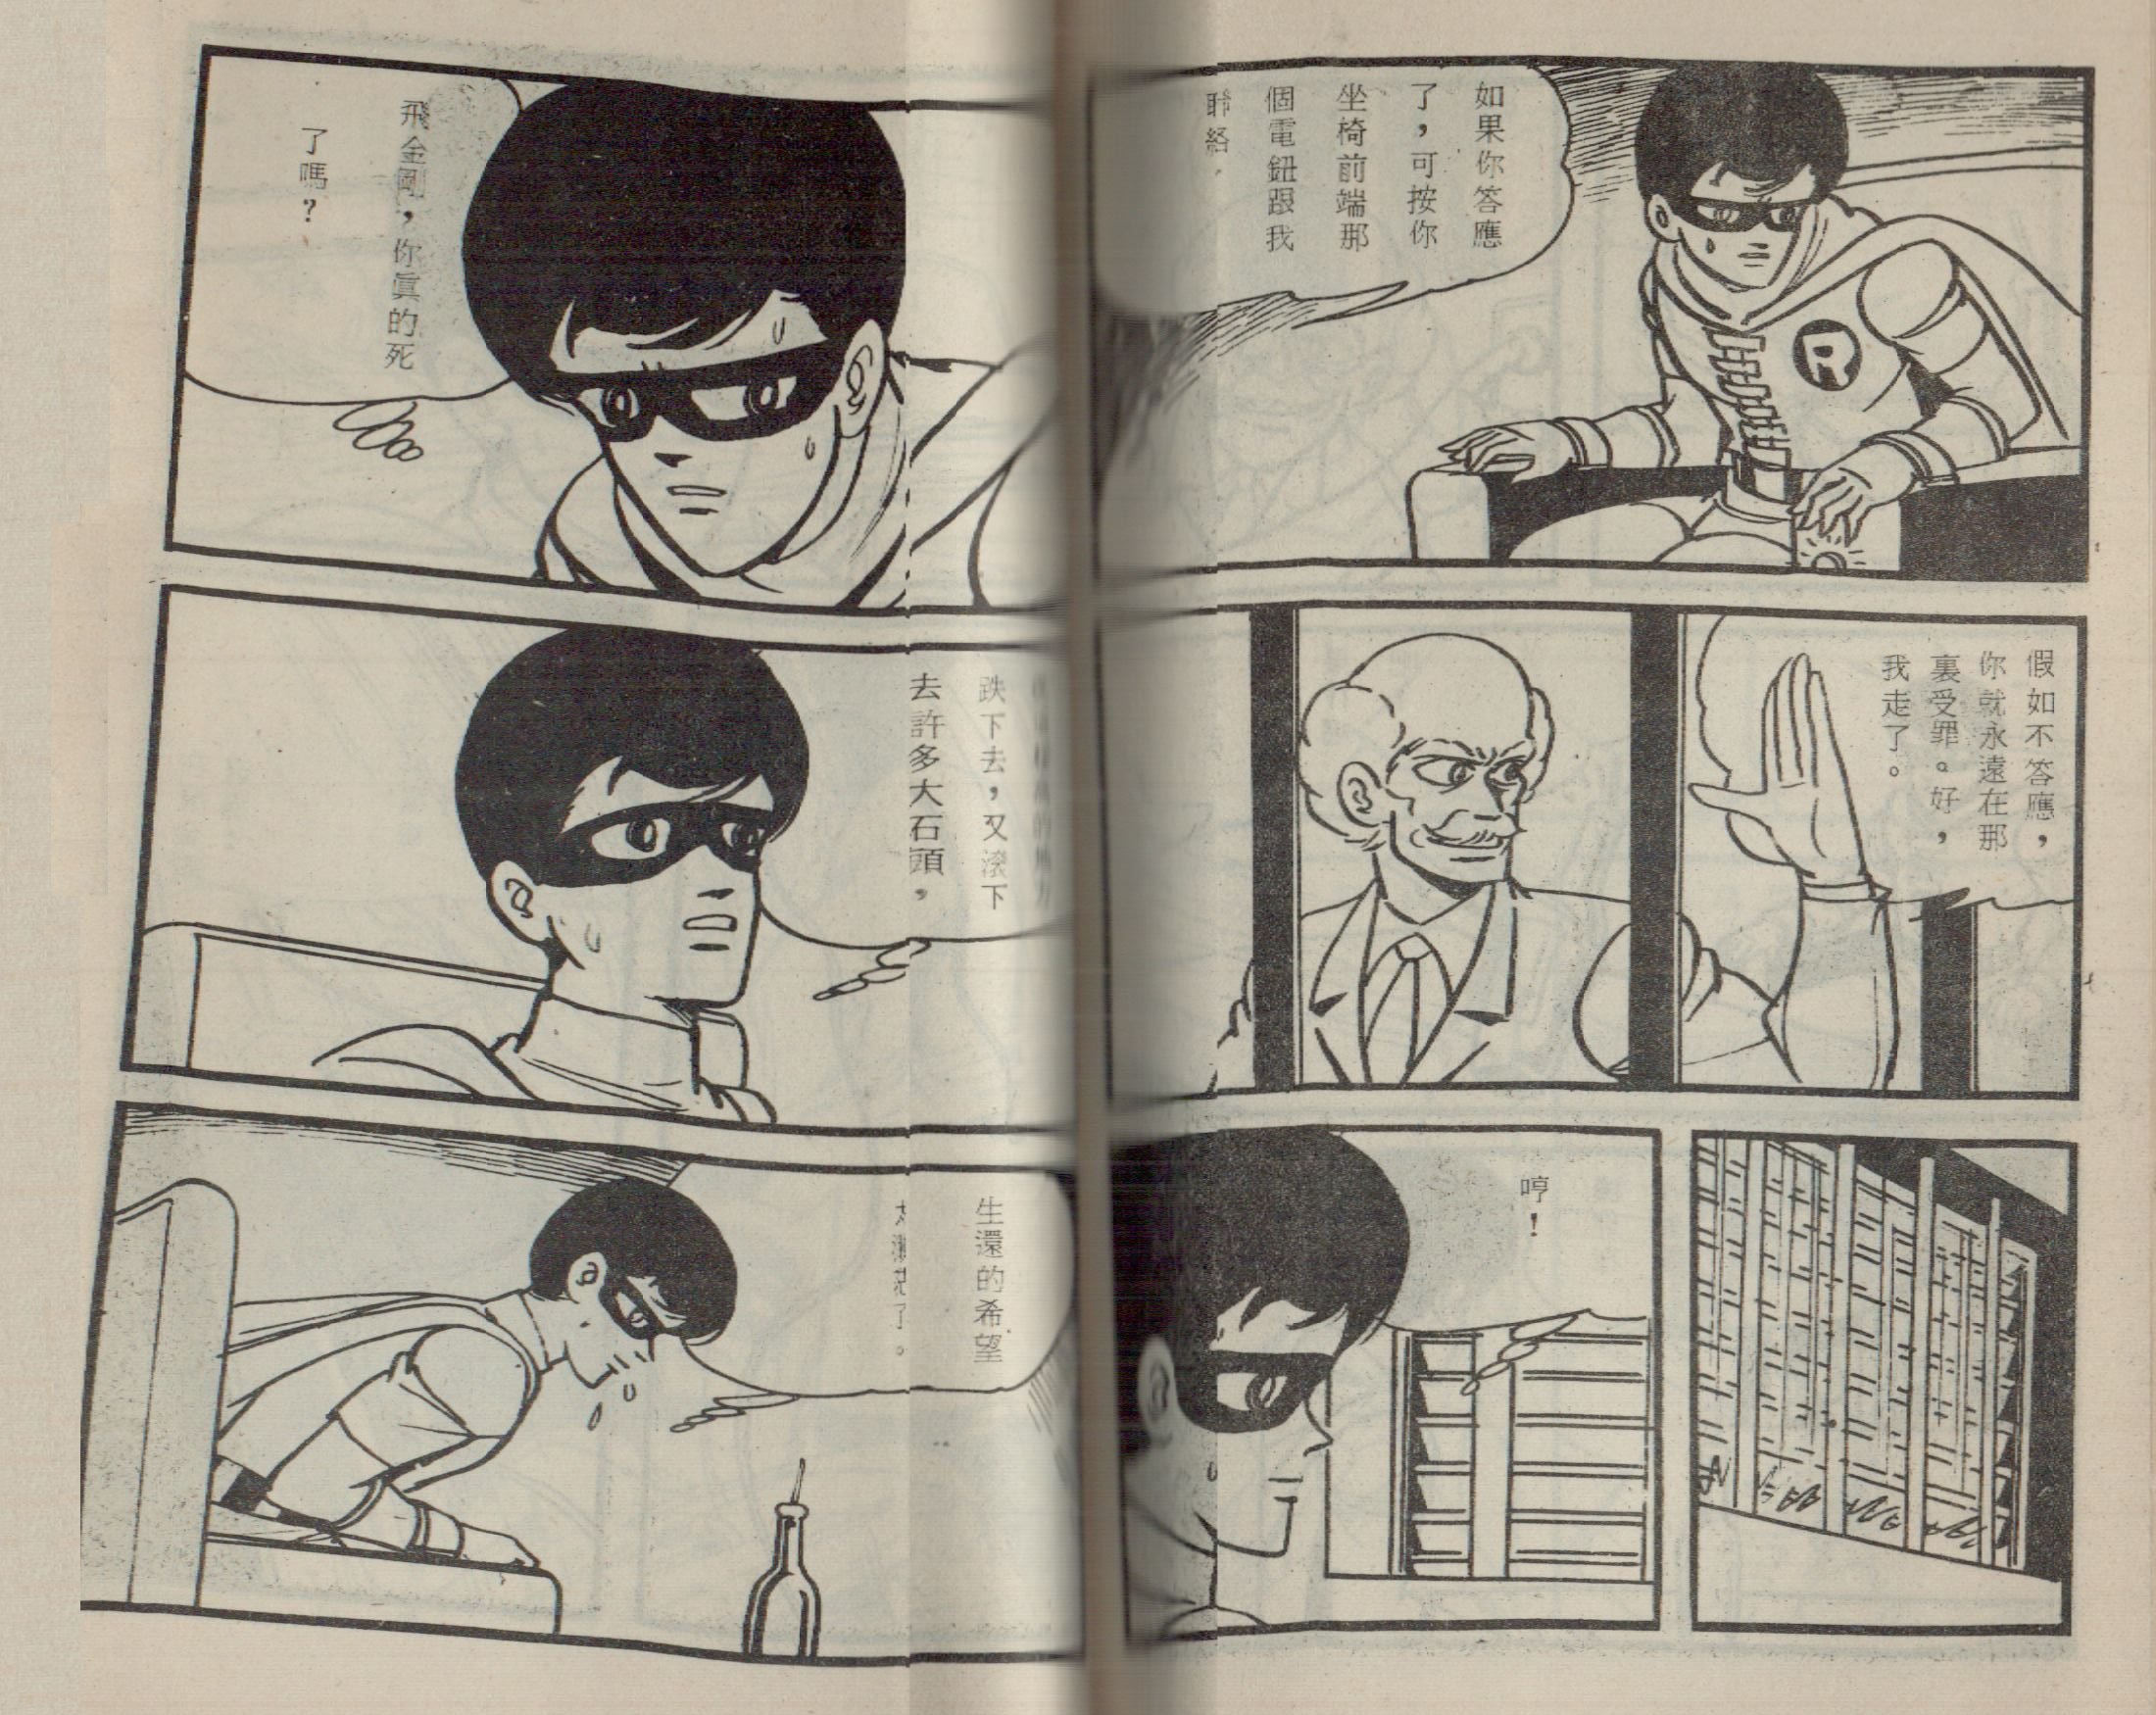 如果你答應
了，可按你
坐椅前端那
個電鈕跟我
聯絡，
R
假如不答應，
你就永遠在那
裏受罪。好，
我走了。
哼！
飛金剛，你眞的死
了嗎？
跌下去，又滾下
去許多大石頭，
生還的希望
了。